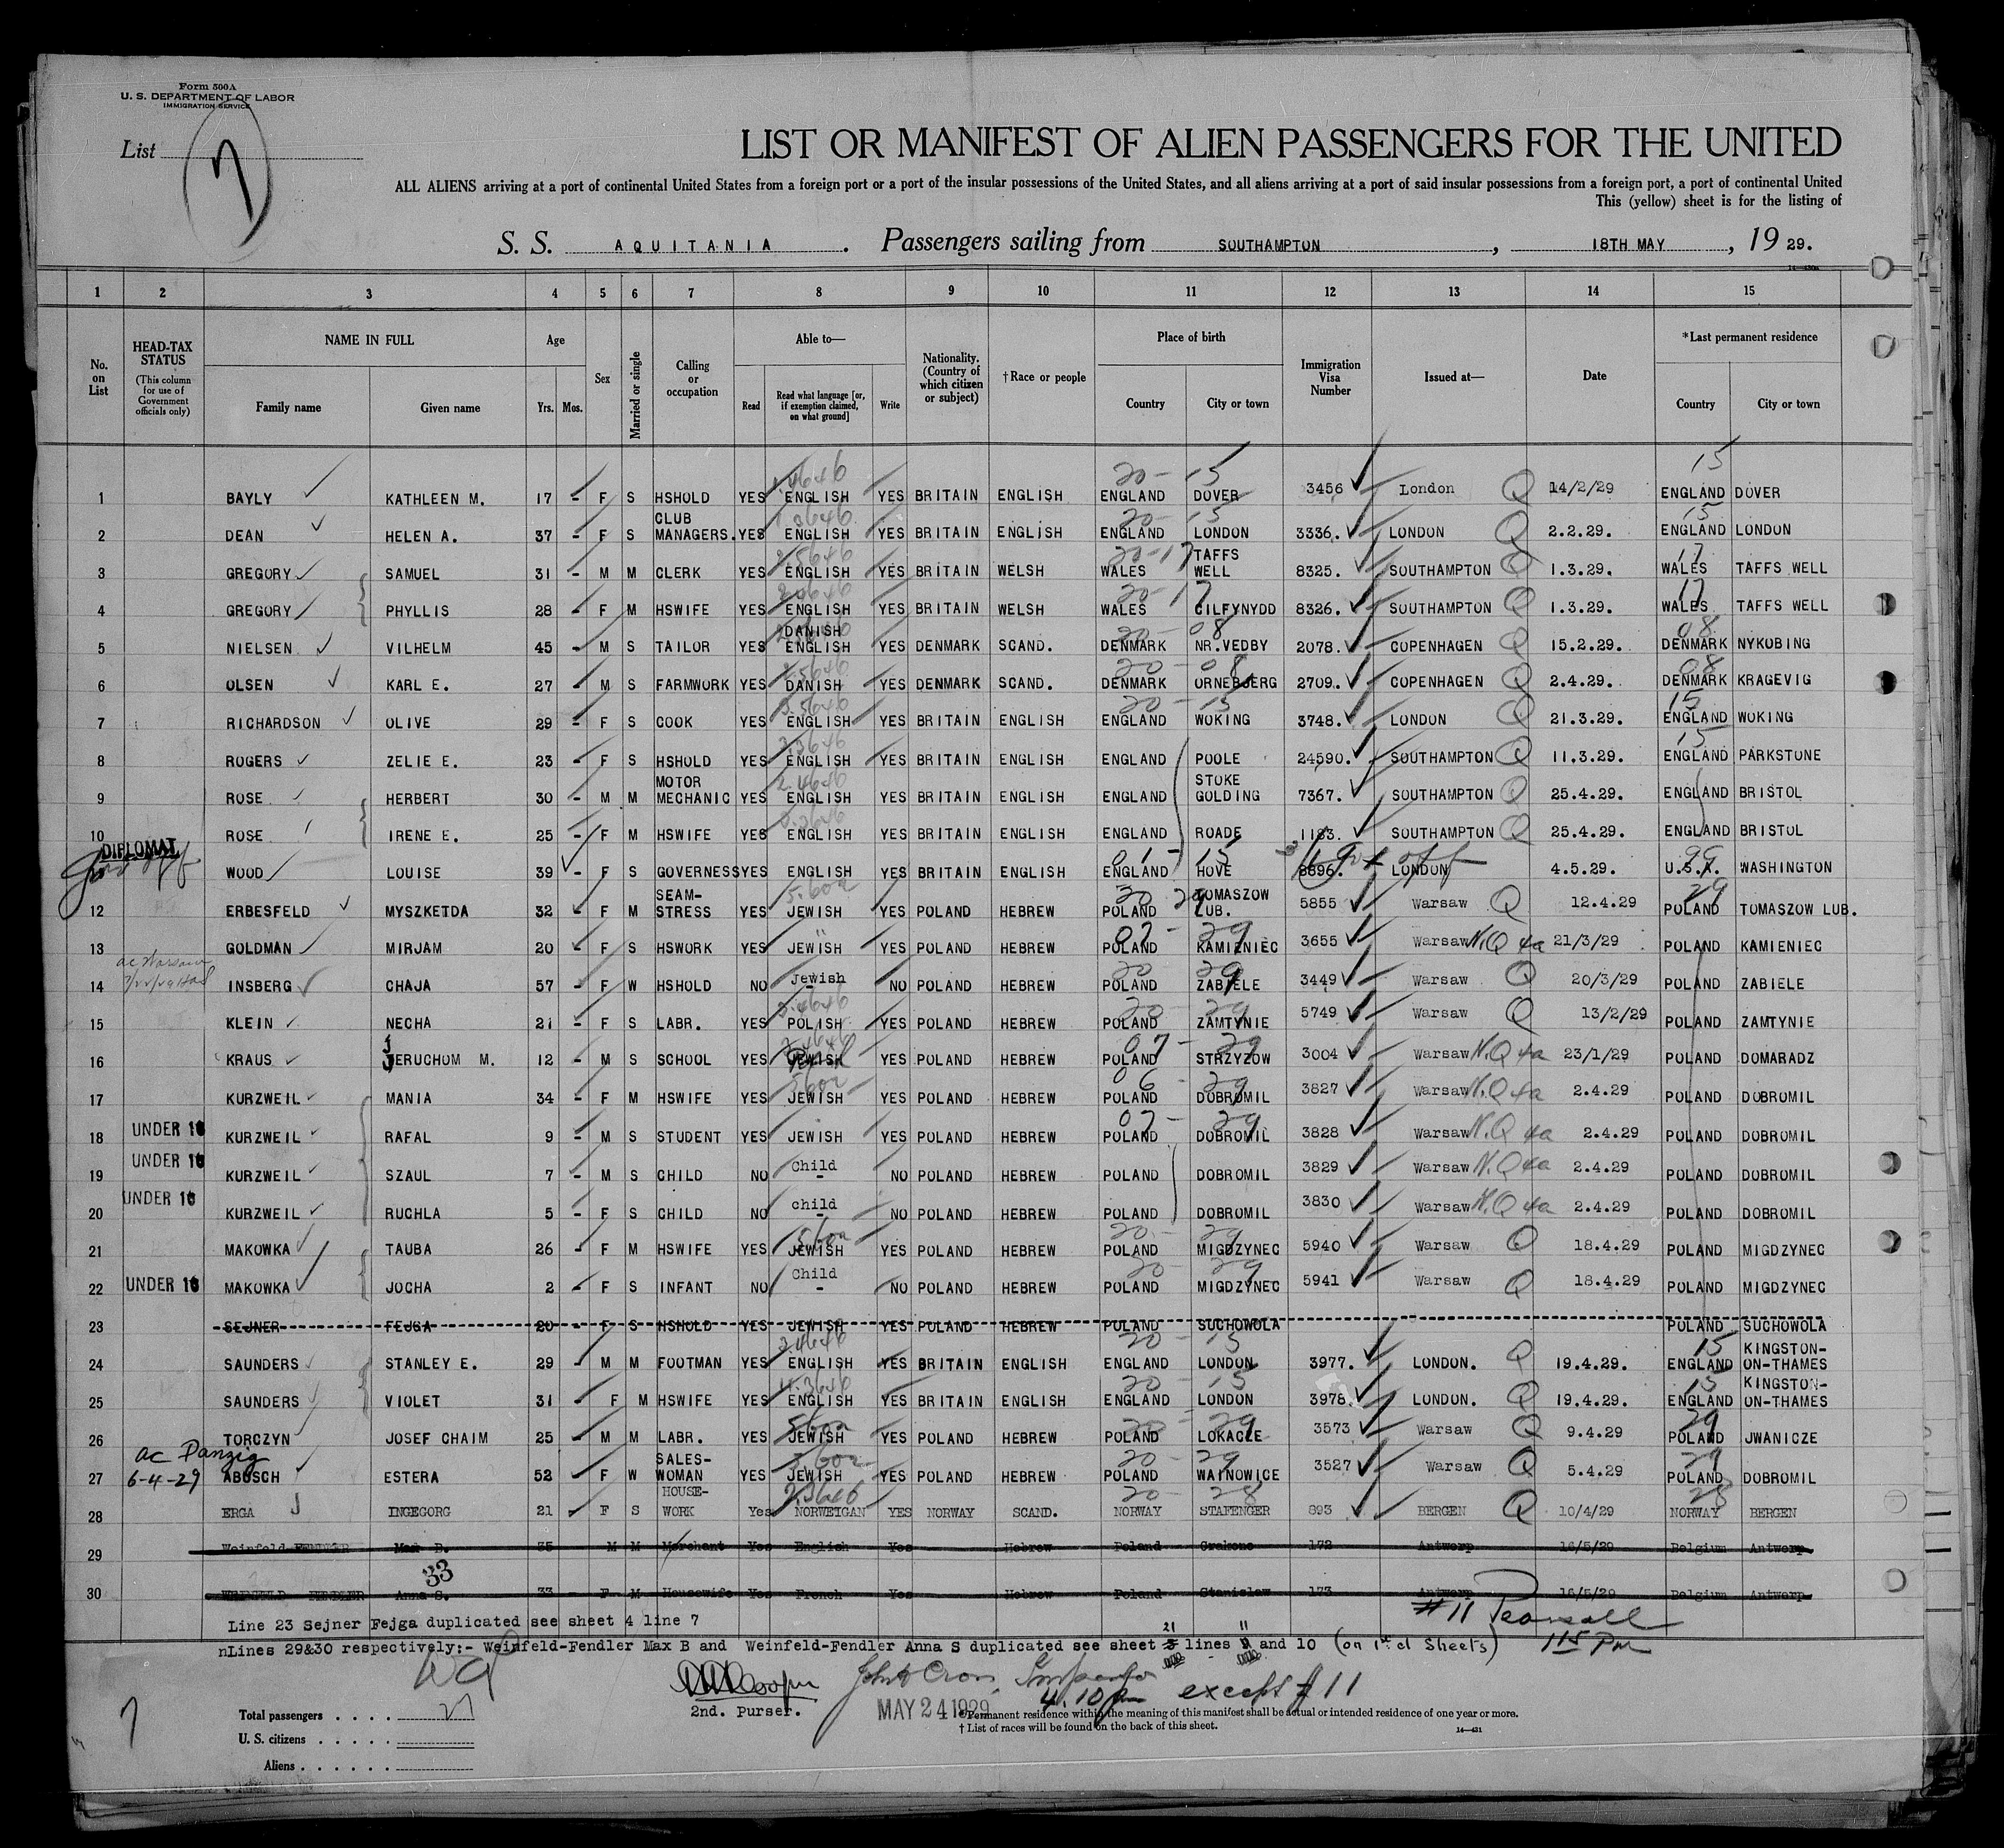 Form 500A
U. S. DEPARTMENT OF LABOR
IMMIGRATION SERVICE
List 7
LIST OR MANIFEST OF ALIEN PASSENGERS FOR THE UNITED
ALL ALIENS arriving at a port of continental United States from a foreign port or a port of the insular possessions of the United States, and all aliens arriving at a port of said insular possessions from a foreign port, a port of continental United
This (yellow) sheet is for the listing of
S. S. AQUITANIA. Passengers sailing from SOUTHAMPTON, 18TH MAY, 19 29.
1 2 3 4 5 6 7 8 9 10 11 12 13 14 15
No. on List
HEAD-TAX STATUS (This column for use of Government officials only)
NAME IN FULL Family name Given name
Age Yrs. Mos.
Sex
Married or single
Calling or occupation
Able to— Read Read what language [or, if exemption claimed, on what ground] Write
Nationality. (Country of which citizen or subject)
†Race or people
Place of birth Country City or town
Immigration Visa Number
Issued at—
Date
*Last permanent residence Country City or town
1 BAYLY KATHLEEN M. 17 - F S HSHOLD YES ENGLISH YES BRITAIN ENGLISH ENGLAND DOVER 3456 London Q 14/2/29 ENGLAND DOVER
2 DEAN HELEN A. 37 - F S CLUB MANAGERS. YES ENGLISH YES BRITAIN ENGLISH ENGLAND LONDON 3336. LONDON Q 2.2.29. ENGLAND LONDON
3 GREGORY SAMUEL 31 - M M CLERK YES ENGLISH YES BRITAIN WELSH WALES TAFFS WELL 8325. SOUTHAMPTON Q 1.3.29. WALES TAFFS WELL
4 GREGORY PHYLLIS 28 - F M HSWIFE YES ENGLISH YES BRITAIN WELSH WALES CILFYNYDD 8326. SOUTHAMPTON Q 1.3.29. WALES TAFFS WELL
5 NIELSEN VILHELM 45 - M S TAILOR YES DANISH ENGLISH YES DENMARK SCAND. DENMARK NR.VEDBY 2078. COPENHAGEN Q 15.2.29. DENMARK NYKOBING
6 OLSEN KARL E. 27 - M S FARMWORK YES DANISH YES DENMARK SCAND. DENMARK ORNEBJERG 2709. COPENHAGEN Q 2.4.29. DENMARK KRAGEVIG
7 RICHARDSON OLIVE 29 - F S COOK YES ENGLISH YES BRITAIN ENGLISH ENGLAND WOKING 3748. LONDON Q 21.3.29. ENGLAND WOKING
8 ROGERS ZELIE E. 23 - F S HSHOLD YES ENGLISH YES BRITAIN ENGLISH ENGLAND POOLE 24590. SOUTHAMPTON Q 11.3.29. ENGLAND PARKSTONE
9 ROSE HERBERT 30 - M M MOTOR MECHANIC YES ENGLISH YES BRITAIN ENGLISH ENGLAND STOKE GOLDING 7367. SOUTHAMPTON Q 25.4.29. ENGLAND BRISTOL
10 ROSE IRENE E. 25 - F M HSWIFE YES ENGLISH YES BRITAIN ENGLISH ENGLAND ROADE 1183. SOUTHAMPTON Q 25.4.29. ENGLAND BRISTOL
DIPLOMAT WOOD LOUISE 39 - F S GOVERNESS YES ENGLISH YES BRITAIN ENGLISH ENGLAND HOVE 8896. LONDON 4.5.29. U.S.A. WASHINGTON
12 ERBESFELD MYSZKETDA 32 - F M SEAM-STRESS YES JEWISH YES POLAND HEBREW POLAND TOMASZOW LUB. 5855 Warsaw Q 12.4.29 POLAND TOMASZOW LUB.
13 GOLDMAN MIRJAM 20 - F S HSWORK YES JEWISH YES POLAND HEBREW POLAND KAMIENIEC 3655 Warsaw N.Q 4a 21/3/29 POLAND KAMIENIEC
14 INSBERG CHAJA 57 - F W HSHOLD NO Jewish - NO POLAND HEBREW POLAND ZABIELE 3449 Warsaw Q 20/3/29 POLAND ZABIELE
15 KLEIN NECHA 21 - F S LABR. YES POLISH YES POLAND HEBREW POLAND ZAMTYNIE 5749 Warsaw Q 13/2/29 POLAND ZAMTYNIE
16 KRAUS JERUCHOM M. 12 - M S SCHOOL YES JEWISH YES POLAND HEBREW POLAND STRZYZOW 3004 Warsaw N.Q 4a 23/1/29 POLAND DOMARADZ
17 KURZWEIL MANIA 34 - F M HSWIFE YES JEWISH YES POLAND HEBREW POLAND DOBROMIL 3827 Warsaw N.Q 4a 2.4.29 POLAND DOBROMIL
18 UNDER 16 KURZWEIL RAFAL 9 - M S STUDENT YES JEWISH YES POLAND HEBREW POLAND DOBROMIL 3828 Warsaw N.Q 4a 2.4.29 POLAND DOBROMIL
19 UNDER 16 KURZWEIL SZAUL 7 - M S CHILD NO Child - NO POLAND HEBREW POLAND DOBROMIL 3829 Warsaw N.Q 4a 2.4.29 POLAND DOBROMIL
20 UNDER 16 KURZWEIL RUCHLA 5 - F S CHILD NO child - NO POLAND HEBREW POLAND DOBROMIL 3830 Warsaw N.Q 4a 2.4.29 POLAND DOBROMIL
21 MAKOWKA TAUBA 26 - F M HSWIFE YES JEWISH YES POLAND HEBREW POLAND MIGDZYNEC 5940 Warsaw Q 18.4.29 POLAND MIGDZYNEC
22 UNDER 16 MAKOWKA JOCHA 2 - F S INFANT NO Child - NO POLAND HEBREW POLAND MIGDZYNEC 5941 Warsaw Q 18.4.29 POLAND MIGDZYNEC
23 SEJNER FEJGA 20 - F S HSHOLD YES JEWISH YES POLAND HEBREW POLAND SUCHOWOLA POLAND SUCHOWOLA
24 SAUNDERS STANLEY E. 29 - M M FOOTMAN YES ENGLISH YES BRITAIN ENGLISH ENGLAND LONDON 3977. LONDON. Q 19.4.29. ENGLAND KINGSTON-ON-THAMES
25 SAUNDERS VIOLET 31 - F M HSWIFE YES ENGLISH YES BRITAIN ENGLISH ENGLAND LONDON 3978. LONDON. Q 19.4.29. ENGLAND KINGSTON-ON-THAMES
26 TORCZYN JOSEF CHAIM 25 - M M LABR. YES JEWISH YES POLAND HEBREW POLAND LOKACZE 3573 Warsaw Q 9.4.29 POLAND JWANICZE
ac Danzig
27 6-4-29 ABUSCH ESTERA 52 - F W SALES-WOMAN YES JEWISH YES POLAND HEBREW POLAND WAINOWICE 3527 Warsaw Q 5.4.29 POLAND DOBROMIL
28 ERGA INGEGORG 21 - F S HOUSE-WORK Yes NORWEIGAN YES NORWAY SCAND. NORWAY STAFENGER 893 BERGEN Q 10/4/29 NORWAY BERGEN
29 Weinfeld FENDLER Max B. 35 M M Merchant Yes English Yes Hebrew Poland Crakone 172 Antwerp 16/5/29 Belgium Antwerp
33
30 WEINFELD FENDLER Anna S. 33 - F M Housewife Yes French Yes Hebrew Poland Stanislaw 173 Antwerp 16/5/29 Belgium Antwerp
Line 23 Sejner Fejga duplicated see sheet 4 line 7
#11 Pearsall
nLines 29&30 respectively:- Weinfeld-Fendler Max B and Weinfeld-Fendler Anna S duplicated see sheet 21 lines 11 and 10 (on 1st cl Sheets) 115 Pm
2nd. Purser.
MAY 24 1929
4.10 pm except #11
Total passengers 27
U. S. citizens
Aliens
* Permanent residence within the meaning of this manifest shall be actual or intended residence of one year or more.
† List of races will be found on the back of this sheet.
14—431
7